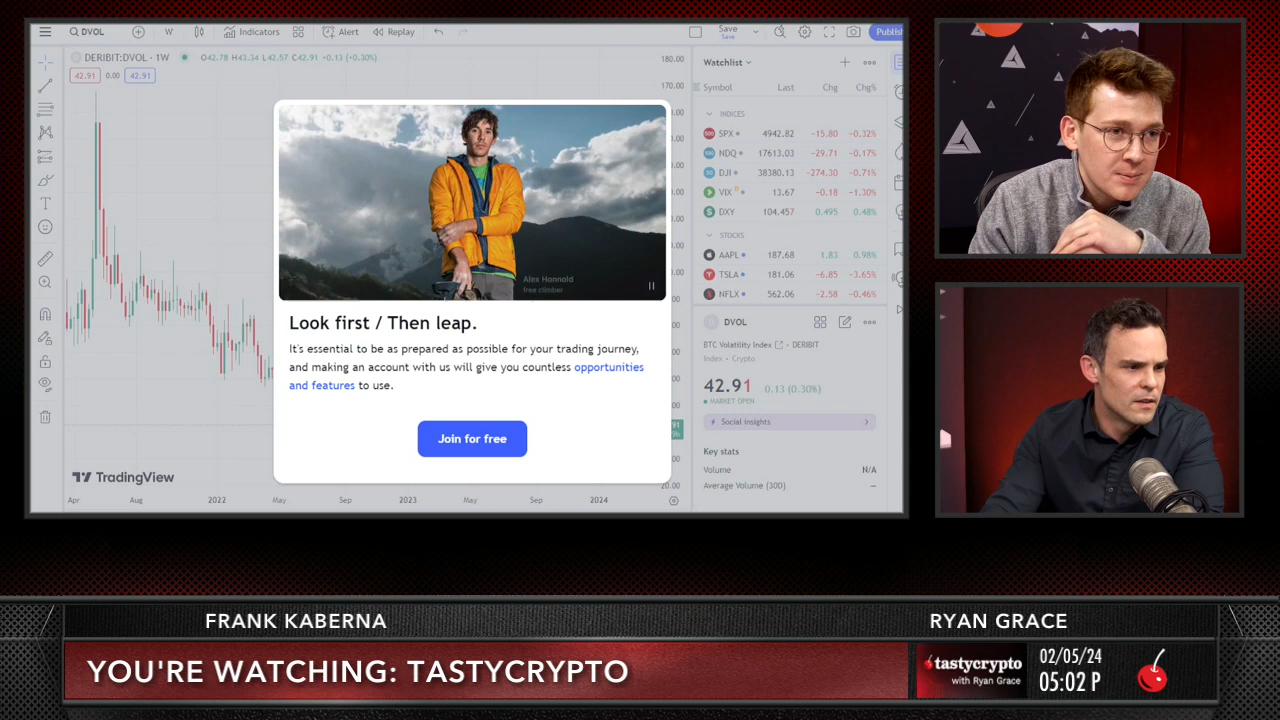 DVOL
W
Indicators
Alert
Replay
Save
Save
Publish
DERIBIT:DVOL · 1W
O42.78 H43.34 L42.57 C42.91 +0.13 (+0.30%)
42.91 0.00 42.91
180.00
170.00
20.00
Apr Aug 2022 May Sep 2023 May Sep 2024
TradingView
Alex Honnold
free climber
Look first / Then leap.
It's essential to be as prepared as possible for your trading journey,
and making an account with us will give you countless opportunities
and features to use.
Join for free
Watchlist
Symbol Last Chg Chg%
INDICES
SPX 4942.82 −15.80 −0.32%
NDQ 17613.03 −29.71 −0.17%
DJI 38380.13 −274.30 −0.71%
VIX D 13.67 −0.18 −1.30%
DXY 104.457 0.495 0.48%
STOCKS
AAPL 187.68 1.83 0.98%
TSLA 181.06 −6.85 −3.65%
NFLX 562.06 −2.58 −0.46%
DVOL
BTC Volatility Index · DERIBIT
Index · Crypto
42.91 0.13 (0.30%)
MARKET OPEN
Social insights
Key stats
Volume N/A
Average Volume (30D) —
FRANK KABERNA
RYAN GRACE
YOU'RE WATCHING: TASTYCRYPTO
tastycrypto
with Ryan Grace
02/05/24
05:02 P